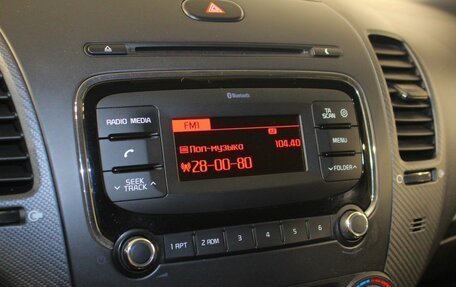 Bluetooth
RADIO MEDIA
FM1
TA
SCAN
Поп-музыка 104.40
MENU
28-00-80
SEEK
TRACK
FOLDER
1 RPT 2 RDM 3 4 5 6